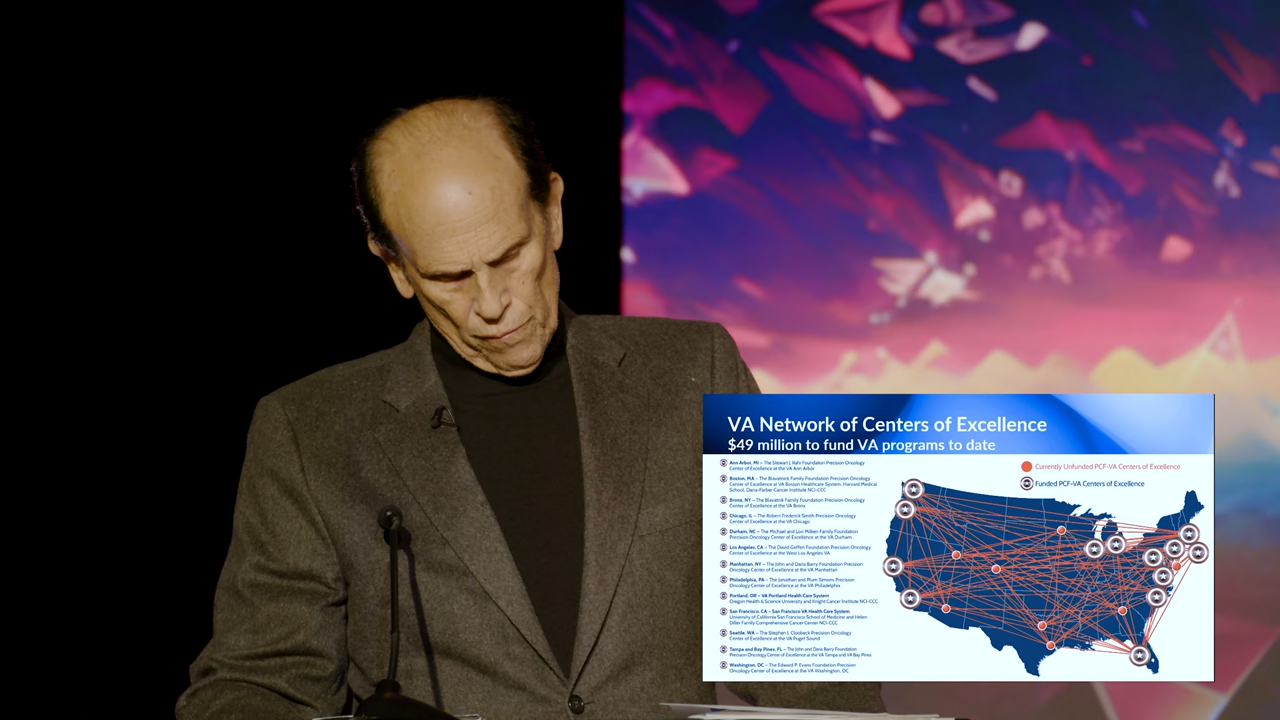 VA Network of Centers of Excellence
$49 million to fund VA programs to date
Ann Arbor, MI – The Stewart J. Rahr Foundation Precision Oncology
Center of Excellence at the VA Ann Arbor
Boston, MA – The Blavatnik Family Foundation Precision Oncology
Center of Excellence at VA Boston Healthcare System, Harvard Medical
School, Dana-Farber Cancer Institute NCI-CCC
Bronx, NY – The Blavatnik Family Foundation Precision Oncology
Center of Excellence at the VA Bronx
Chicago, IL – The Robert Frederick Smith Precision Oncology
Center of Excellence at the VA Chicago
Durham, NC – The Michael and Lori Milken Family Foundation
Precision Oncology Center of Excellence at the VA Durham
Los Angeles, CA – The David Geffen Foundation Precision Oncology
Center of Excellence at the West Los Angeles VA
Manhattan, NY – The John and Daria Barry Foundation Precision
Oncology Center of Excellence at the VA Manhattan
Philadelphia, PA – The Jonathan and Plum Simons Precision
Oncology Center of Excellence at the VA Philadelphia
Portland, OR – VA Portland Health Care System
Oregon Health & Science University and Knight Cancer Institute NCI-CCC
San Francisco, CA – San Francisco VA Health Care System
University of California San Francisco School of Medicine and Helen
Diller Family Comprehensive Cancer Center NCI-CCC
Seattle, WA – The Stephen J. Cloobeck Precision Oncology
Center of Excellence at the VA Puget Sound
Tampa and Bay Pines, FL – The John and Daria Barry Foundation
Precision Oncology Center of Excellence at the VA Tampa and VA Bay Pines
Washington, DC – The Edward P. Evans Foundation Precision
Oncology Center of Excellence at the VA Washington, DC
Currently Unfunded PCF-VA Centers of Excellence
Funded PCF-VA Centers of Excellence